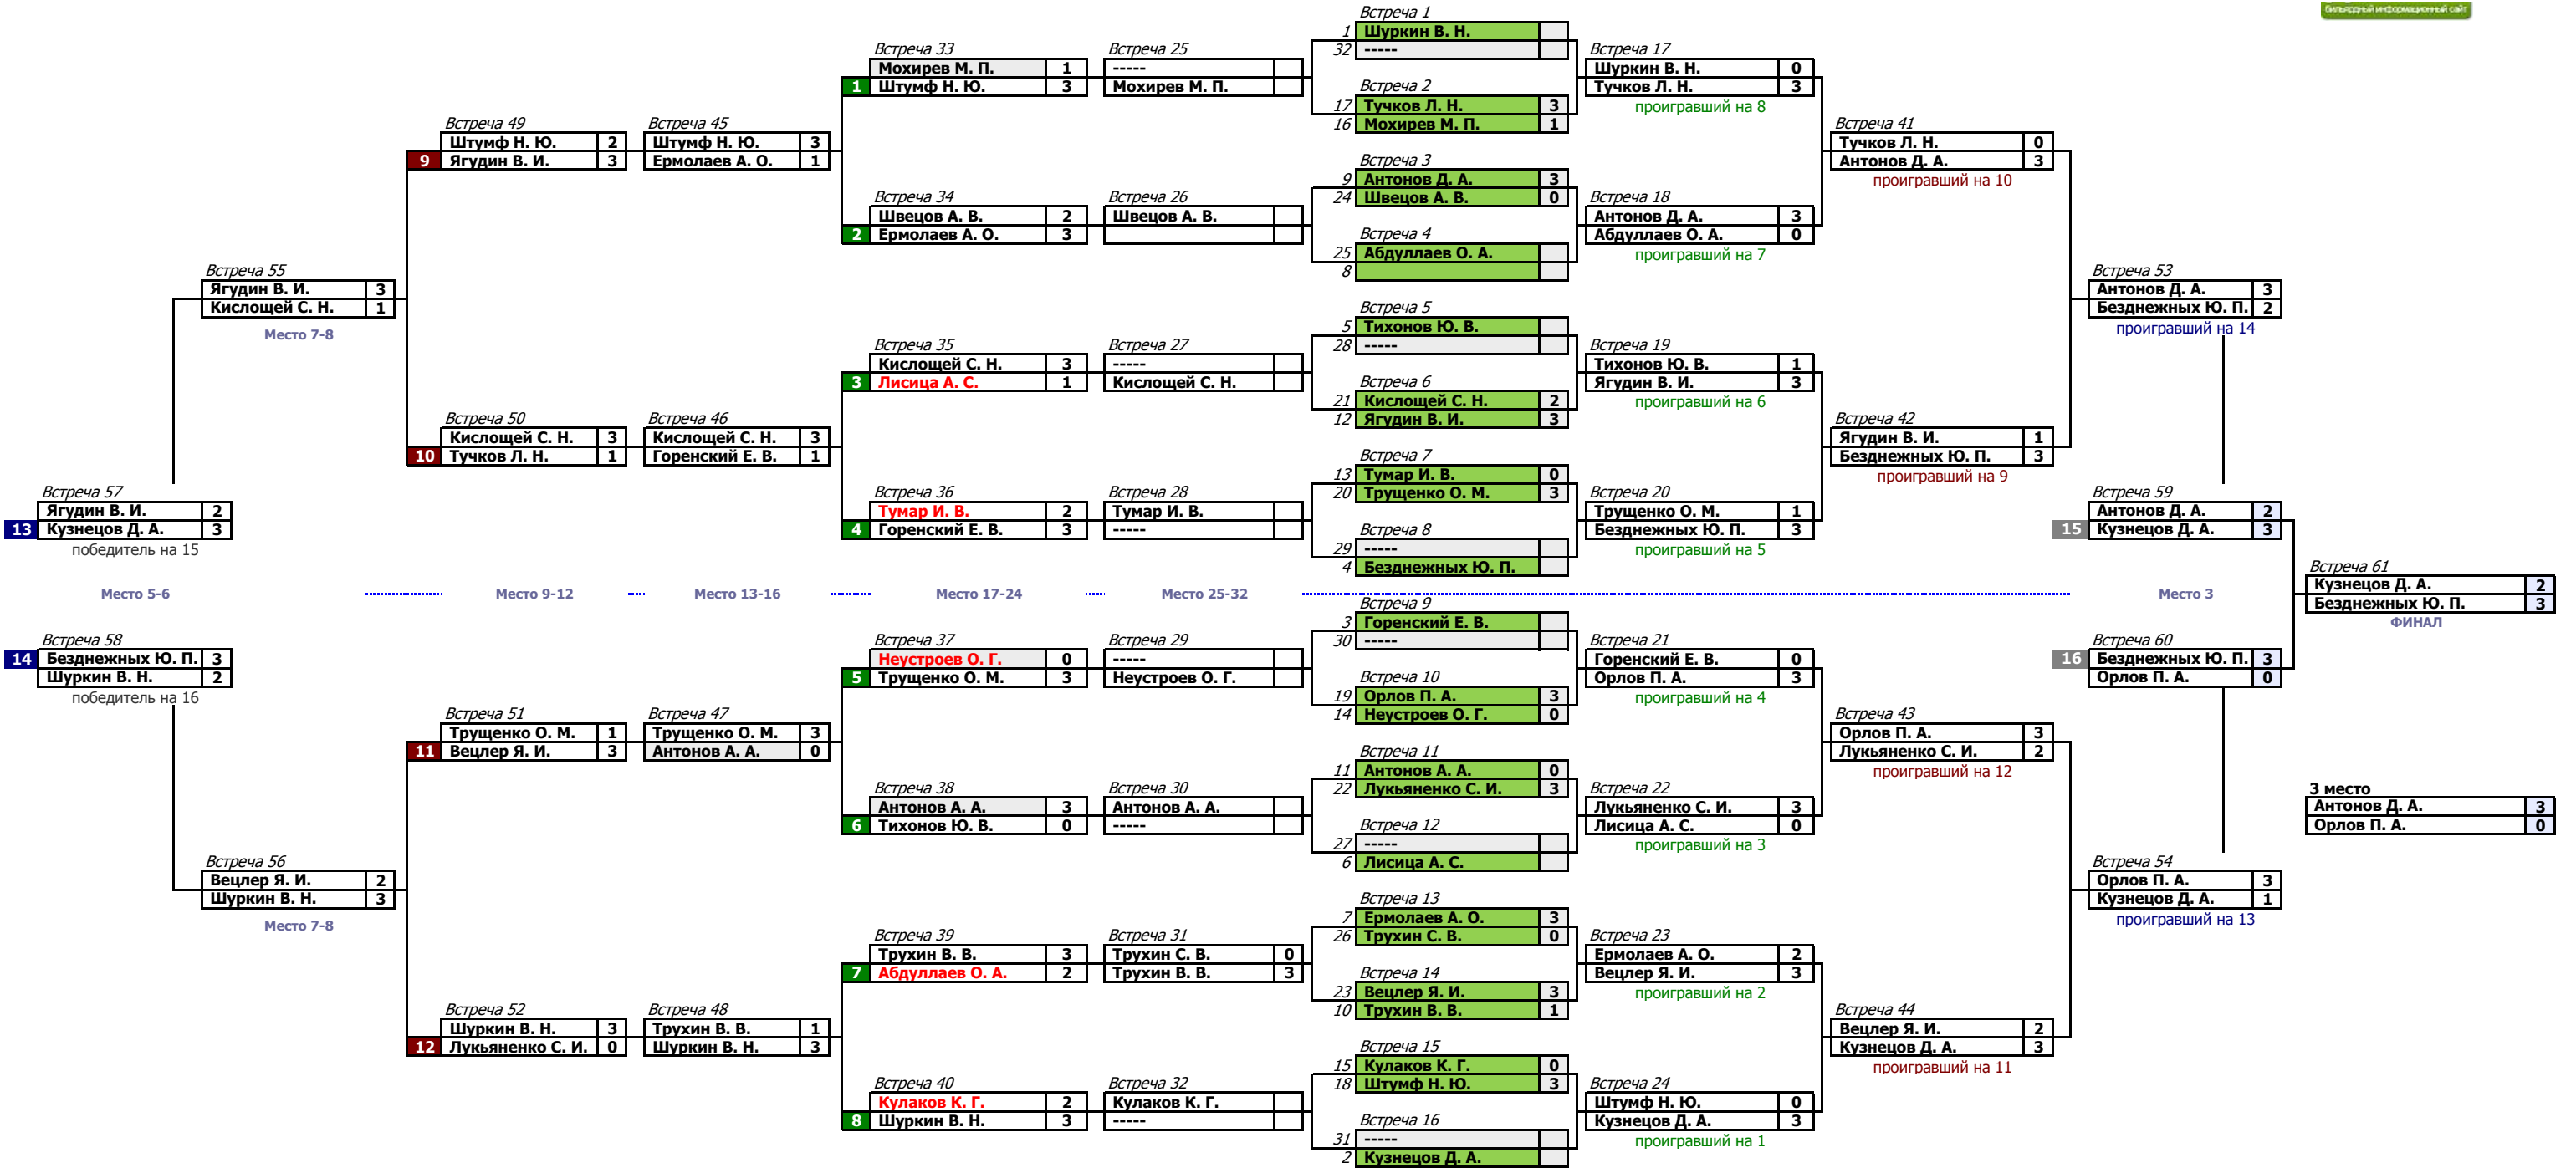 бильярдный информационный сайт
Встреча 57
Ягудин В. И. 2
13 Кузнецов Д. А. 3
победитель на 15
Место 5-6
Встреча 58
14 Безднежных Ю. П. 3
Шуркин В. Н. 2
победитель на 16
Встреча 55
Ягудин В. И. 3
Кислощей С. Н. 1
Место 7-8
Встреча 56
Вецлер Я. И. 2
Шуркин В. Н. 3
Место 7-8
Встреча 49
Штумф Н. Ю. 2
9 Ягудин В. И. 3
Встреча 50
Кислощей С. Н. 3
10 Тучков Л. Н. 1
Место 9-12
Встреча 51
Трущенко О. М. 1
11 Вецлер Я. И. 3
Встреча 52
Шуркин В. Н. 3
12 Лукьяненко С. И. 0
Встреча 45
Штумф Н. Ю. 3
Ермолаев А. О. 1
Встреча 46
Кислощей С. Н. 3
Горенский Е. В. 1
Место 13-16
Встреча 47
Трущенко О. М. 3
Антонов А. А. 0
Встреча 48
Трухин В. В. 1
Шуркин В. Н. 3
Встреча 33
Мохирев М. П. 1
1 Штумф Н. Ю. 3
Встреча 34
Швецов А. В. 2
2 Ермолаев А. О. 3
Встреча 35
Кислощей С. Н. 3
3 Лисица А. С. 1
Встреча 36
Тумар И. В. 2
4 Горенский Е. В. 3
Место 17-24
Встреча 37
Неустроев О. Г. 0
5 Трущенко О. М. 3
Встреча 38
Антонов А. А. 3
6 Тихонов Ю. В. 0
Встреча 39
Трухин В. В. 3
7 Абдуллаев О. А. 2
Встреча 40
Кулаков К. Г. 2
8 Шуркин В. Н. 3
Встреча 25
-----
Мохирев М. П.
Встреча 26
Швецов А. В.
Встреча 27
-----
Кислощей С. Н.
Встреча 28
Тумар И. В.
-----
Место 25-32
Встреча 29
-----
Неустроев О. Г.
Встреча 30
Антонов А. А.
-----
Встреча 31
Трухин С. В. 0
Трухин В. В. 3
Встреча 32
Кулаков К. Г.
-----
Встреча 1
1 Шуркин В. Н.
32 -----
Встреча 2
17 Тучков Л. Н. 3
16 Мохирев М. П. 1
Встреча 3
9 Антонов Д. А. 3
24 Швецов А. В. 0
Встреча 4
25 Абдуллаев О. А.
8
Встреча 5
5 Тихонов Ю. В.
28 -----
Встреча 6
21 Кислощей С. Н. 2
12 Ягудин В. И. 3
Встреча 7
13 Тумар И. В. 0
20 Трущенко О. М. 3
Встреча 8
29 -----
4 Безднежных Ю. П.
Встреча 9
3 Горенский Е. В.
30 -----
Встреча 10
19 Орлов П. А. 3
14 Неустроев О. Г. 0
Встреча 11
11 Антонов А. А. 0
22 Лукьяненко С. И. 3
Встреча 12
27 -----
6 Лисица А. С.
Встреча 13
7 Ермолаев А. О. 3
26 Трухин С. В. 0
Встреча 14
23 Вецлер Я. И. 3
10 Трухин В. В. 1
Встреча 15
15 Кулаков К. Г. 0
18 Штумф Н. Ю. 3
Встреча 16
31 -----
2 Кузнецов Д. А.
Встреча 17
Шуркин В. Н. 0
Тучков Л. Н. 3
проигравший на 8
Встреча 18
Антонов Д. А. 3
Абдуллаев О. А. 0
проигравший на 7
Встреча 19
Тихонов Ю. В. 1
Ягудин В. И. 3
проигравший на 6
Встреча 20
Трущенко О. М. 1
Безднежных Ю. П. 3
проигравший на 5
Встреча 21
Горенский Е. В. 0
Орлов П. А. 3
проигравший на 4
Встреча 22
Лукьяненко С. И. 3
Лисица А. С. 0
проигравший на 3
Встреча 23
Ермолаев А. О. 2
Вецлер Я. И. 3
проигравший на 2
Встреча 24
Штумф Н. Ю. 0
Кузнецов Д. А. 3
проигравший на 1
Встреча 41
Тучков Л. Н. 0
Антонов Д. А. 3
проигравший на 10
Встреча 42
Ягудин В. И. 1
Безднежных Ю. П. 3
проигравший на 9
Встреча 43
Орлов П. А. 3
Лукьяненко С. И. 2
проигравший на 12
Встреча 44
Вецлер Я. И. 2
Кузнецов Д. А. 3
проигравший на 11
Встреча 53
Антонов Д. А. 3
Безднежных Ю. П. 2
проигравший на 14
Встреча 59
Антонов Д. А. 2
15 Кузнецов Д. А. 3
Место 3
Встреча 60
16 Безднежных Ю. П. 3
Орлов П. А. 0
Встреча 54
Орлов П. А. 3
Кузнецов Д. А. 1
проигравший на 13
Встреча 61
Кузнецов Д. А. 2
Безднежных Ю. П. 3
ФИНАЛ
3 место
Антонов Д. А. 3
Орлов П. А. 0